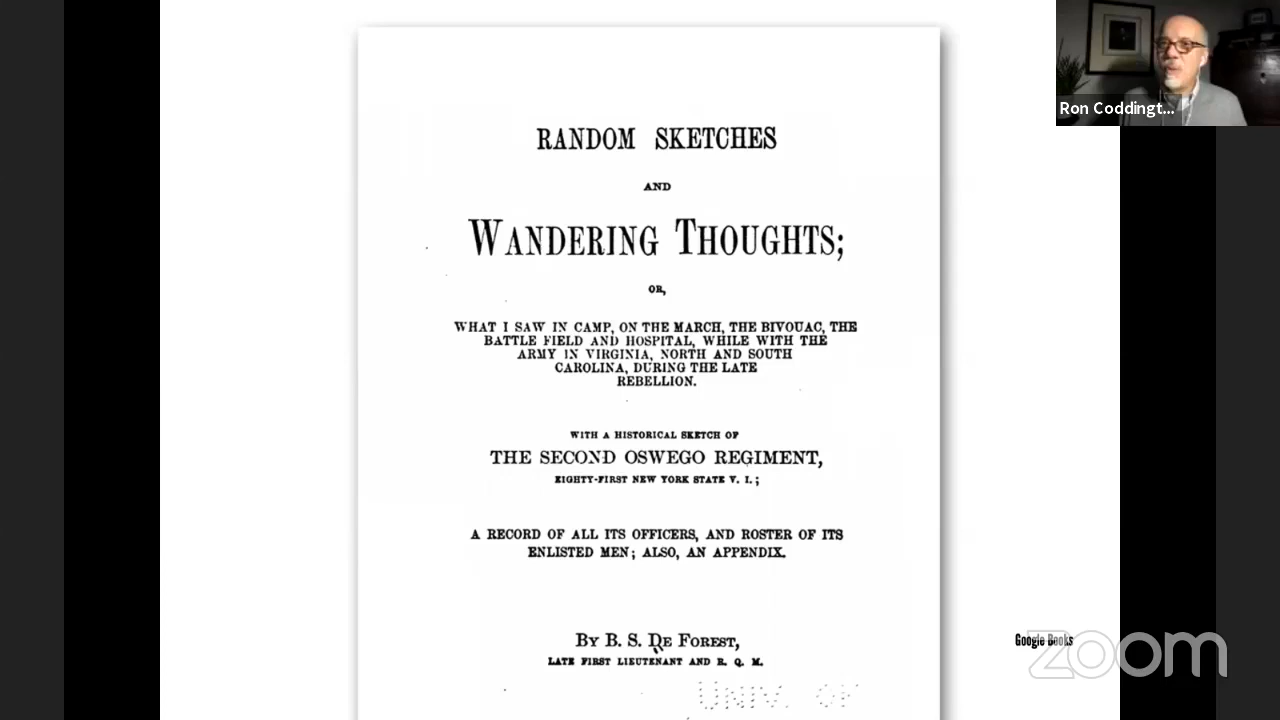 RANDOM SKETCHES
AND
WANDERING THOUGHTS;
OR,
WHAT I SAW IN CAMP, ON THE MARCH, THE BIVOUAC, THE
BATTLE FIELD AND HOSPITAL, WHILE WITH THE
ARMY IN VIRGINIA, NORTH AND SOUTH
CAROLINA, DURING THE LATE
REBELLION.
WITH A HISTORICAL SKETCH OF
THE SECOND OSWEGO REGIMENT,
EIGHTY-FIRST NEW YORK STATE V. I.;
A RECORD OF ALL ITS OFFICERS, AND ROSTER OF ITS
ENLISTED MEN; ALSO, AN APPENDIX.
BY B. S. DE FOREST,
LATE FIRST LIEUTENANT AND R. Q. M.
UNIV. OF
Ron Coddingt...
Google Books
zoom